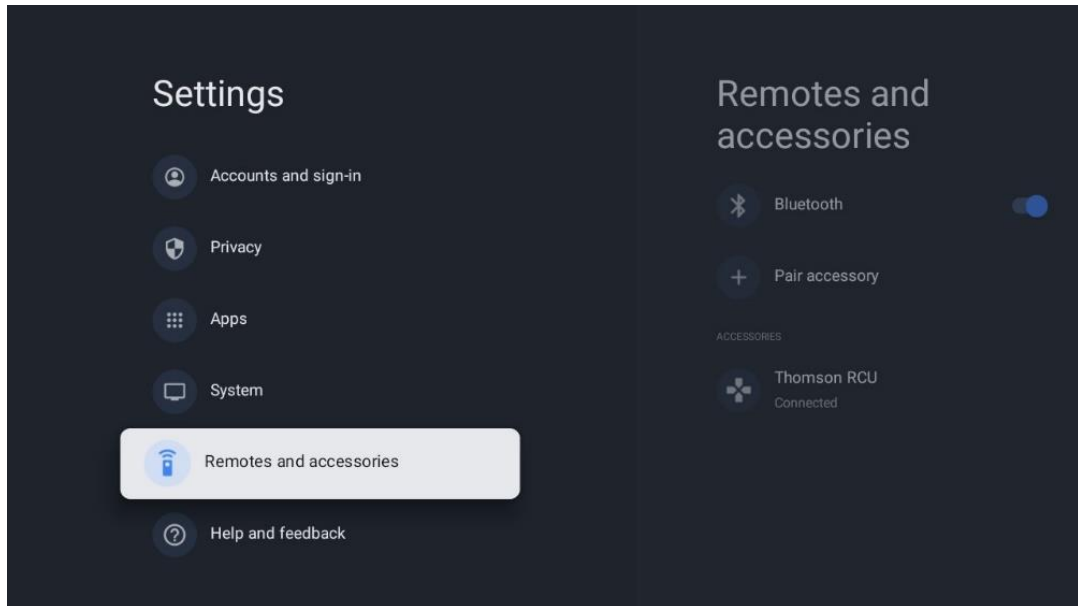 Settings
Accounts and sign-in
Privacy
Apps
System
Remotes and accessories
Help and feedback
Remotes and
accessories
Bluetooth
Pair accessory
ACCESSORIES
Thomson RCU
Connected